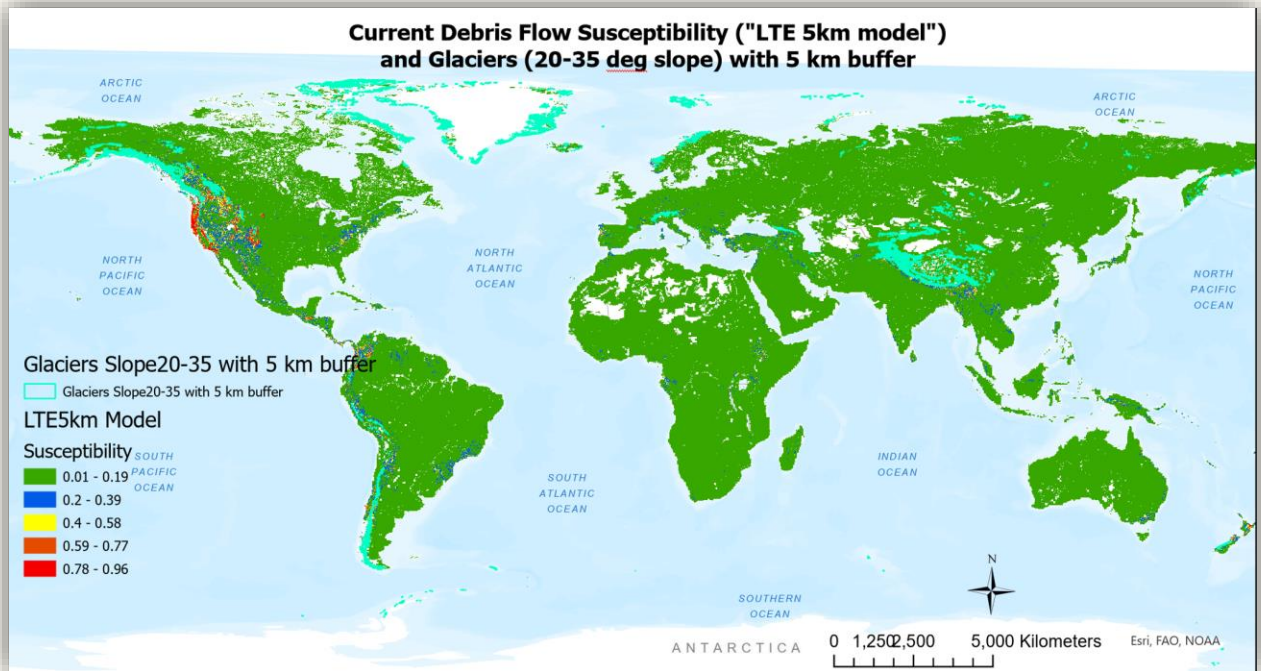 Current Debris Flow Susceptibility ("LTE 5km model")
and Glaciers (20-35 deg slope) with 5 km buffer
ARCTIC
OCEAN
ARCTIC
OCEAN
NORTH
PACIFIC
OCEAN
NORTH
ATLANTIC
OCEAN
NORTH
PACIFIC
OCEAN
Glaciers Slope20-35 with 5 km buffer
Glaciers Slope20-35 with 5 km buffer
LTE5km Model
Susceptibility
0.01 - 0.19
0.2 - 0.39
0.4 - 0.58
0.59 - 0.77
0.78 - 0.96
SOUTH
PACIFIC
OCEAN
SOUTH
ATLANTIC
OCEAN
INDIAN
OCEAN
SOUTHERN
OCEAN
N
ANTARCTICA
0 1,250 2,500 5,000 Kilometers
Esri, FAO, NOAA